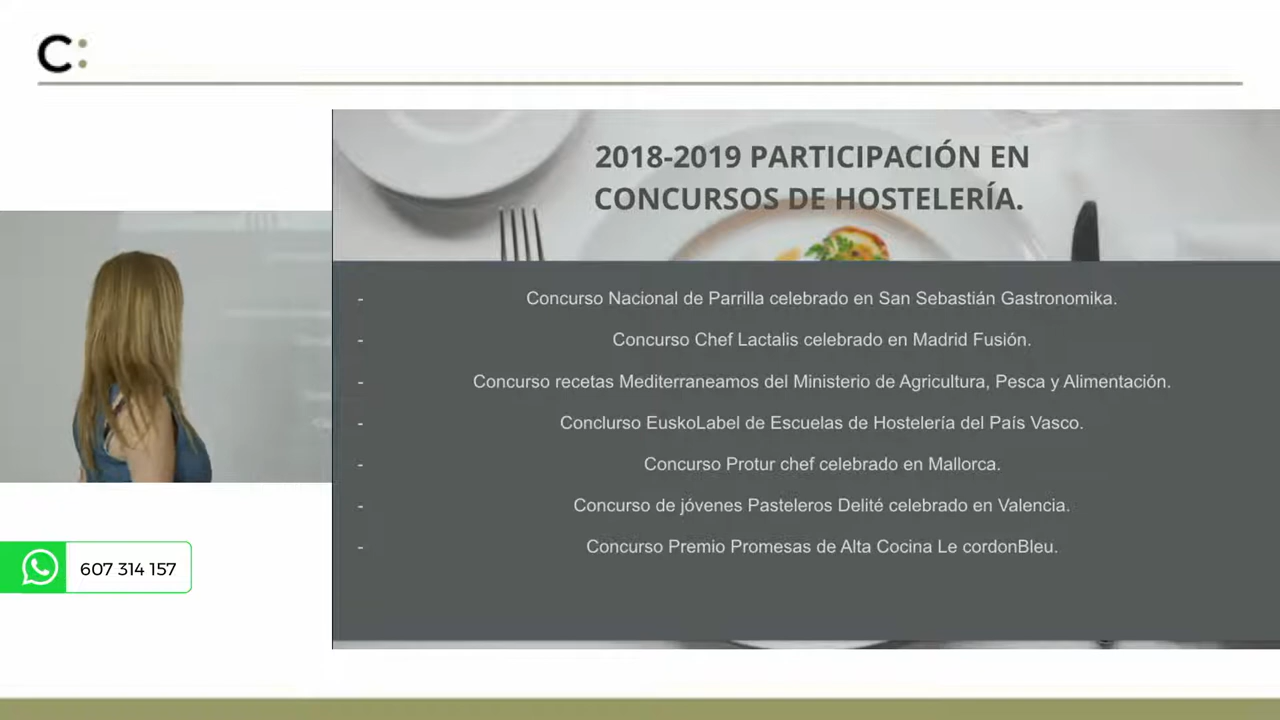 C:
2018-2019 PARTICIPACIÓN EN
CONCURSOS DE HOSTELERÍA.
- Concurso Nacional de Parrilla celebrado en San Sebastián Gastronomika.
- Concurso Chef Lactalis celebrado en Madrid Fusión.
- Concurso recetas Mediterraneamos del Ministerio de Agricultura, Pesca y Alimentación.
- Conclurso EuskoLabel de Escuelas de Hostelería del País Vasco.
- Concurso Protur chef celebrado en Mallorca.
- Concurso de jóvenes Pasteleros Delité celebrado en Valencia.
- Concurso Premio Promesas de Alta Cocina Le cordonBleu.
607 314 157